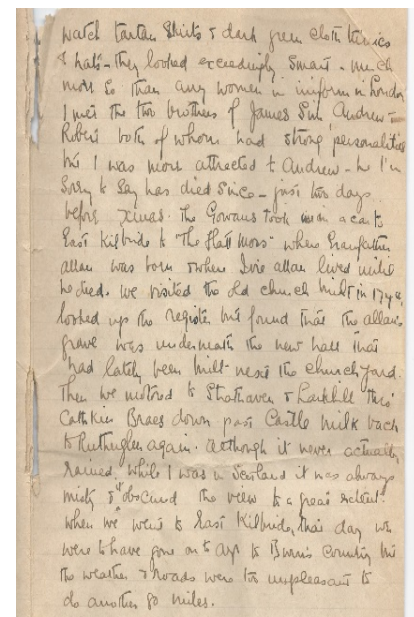 watch tartan skirts & dark green cloth tunics
& hats - they looked exceedingly smart - much
more so than any women in uniform in London
I met the two brothers of James Sim, Andrew &
Robert both of whom had strong personalities
but I was more attracted to Andrew - he I'm
sorry to say has died since - just two days
before Xmas. The Gowans took me in a car to
East Kilbride to "The Flatt Moss" where Grandfather
Allan was born & where Ivie Allan lived until
he died. We visited the old church built in 1774,
looked up the register but found that the Allans
grave was underneath the new hall that
had lately been built - next the churchyard.
Then we motored to Strathaven & Larkhill thro'
Cathkin Braes down past Castle Milk back
to Rutherglen again. Although it never actually
rained, while I was in Scotland it was always
misty & it obscured the view to a great extent.
When we went to East Kilbride, that day we
were to have gone on to Ayr to Burns Country but
the weather & roads were too unpleasant to
do another 80 miles.